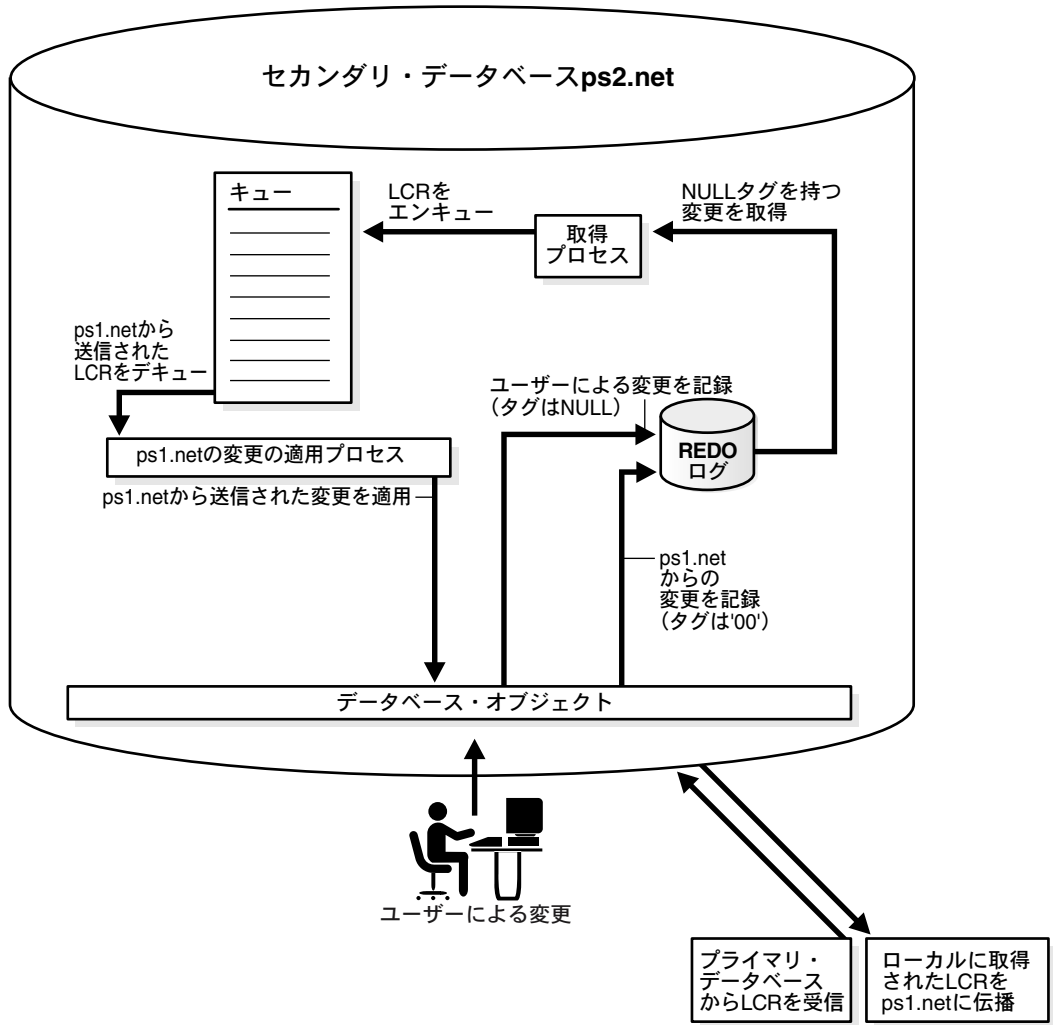 セカンダリ・データベースps2.net
キュー
LCRを
エンキュー
取得
プロセス
NULLタグを持つ
変更を取得
ps1.netから
送信された
LCRをデキュー
ユーザーによる変更を記録
(タグはNULL)
REDO
ログ
ps1.netの変更の適用プロセス
ps1.netから送信された変更を適用
ps1.net
からの
変更を記録
(タグは'00')
データベース・オブジェクト
ユーザーによる変更
プライマリ・
データベース
からLCRを受信
ローカルに取得
されたLCRを
ps1.netに伝播